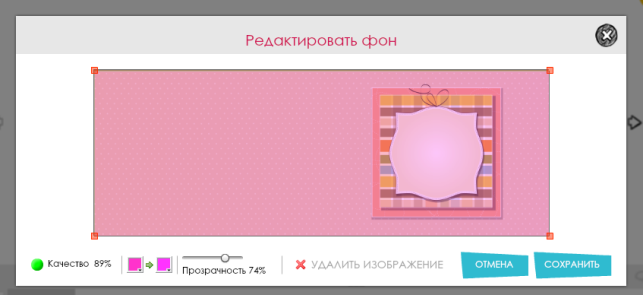 Редактировать фон
Качество 89%
Прозрачность 74%
УДАЛИТЬ ИЗОБРАЖЕНИЕ
ОТМЕНА
СОХРАНИТЬ